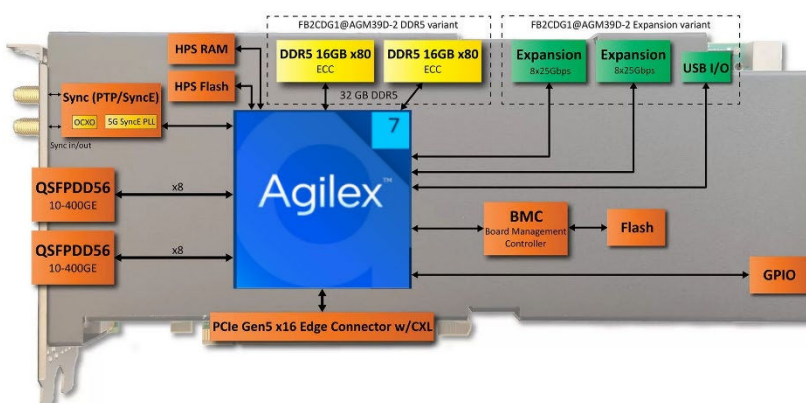 FB2CDG1@AGM39D-2 DDR5 variant
FB2CDG1@AGM39D-2 Expansion variant
HPS RAM
DDR5 16GB x80
ECC
DDR5 16GB x80
ECC
Expansion
8x25Gbps
Expansion
8x25Gbps
USB I/O
HPS Flash
32 GB DDR5
Sync (PTP/SyncE)
OCXO
5G SyncE PLL
Sync in/out
7
Agilex™
QSFPDD56
10-400GE
x8
QSFPDD56
10-400GE
x8
BMC
Board Management
Controller
Flash
GPIO
PCIe Gen5 x16 Edge Connector w/CXL